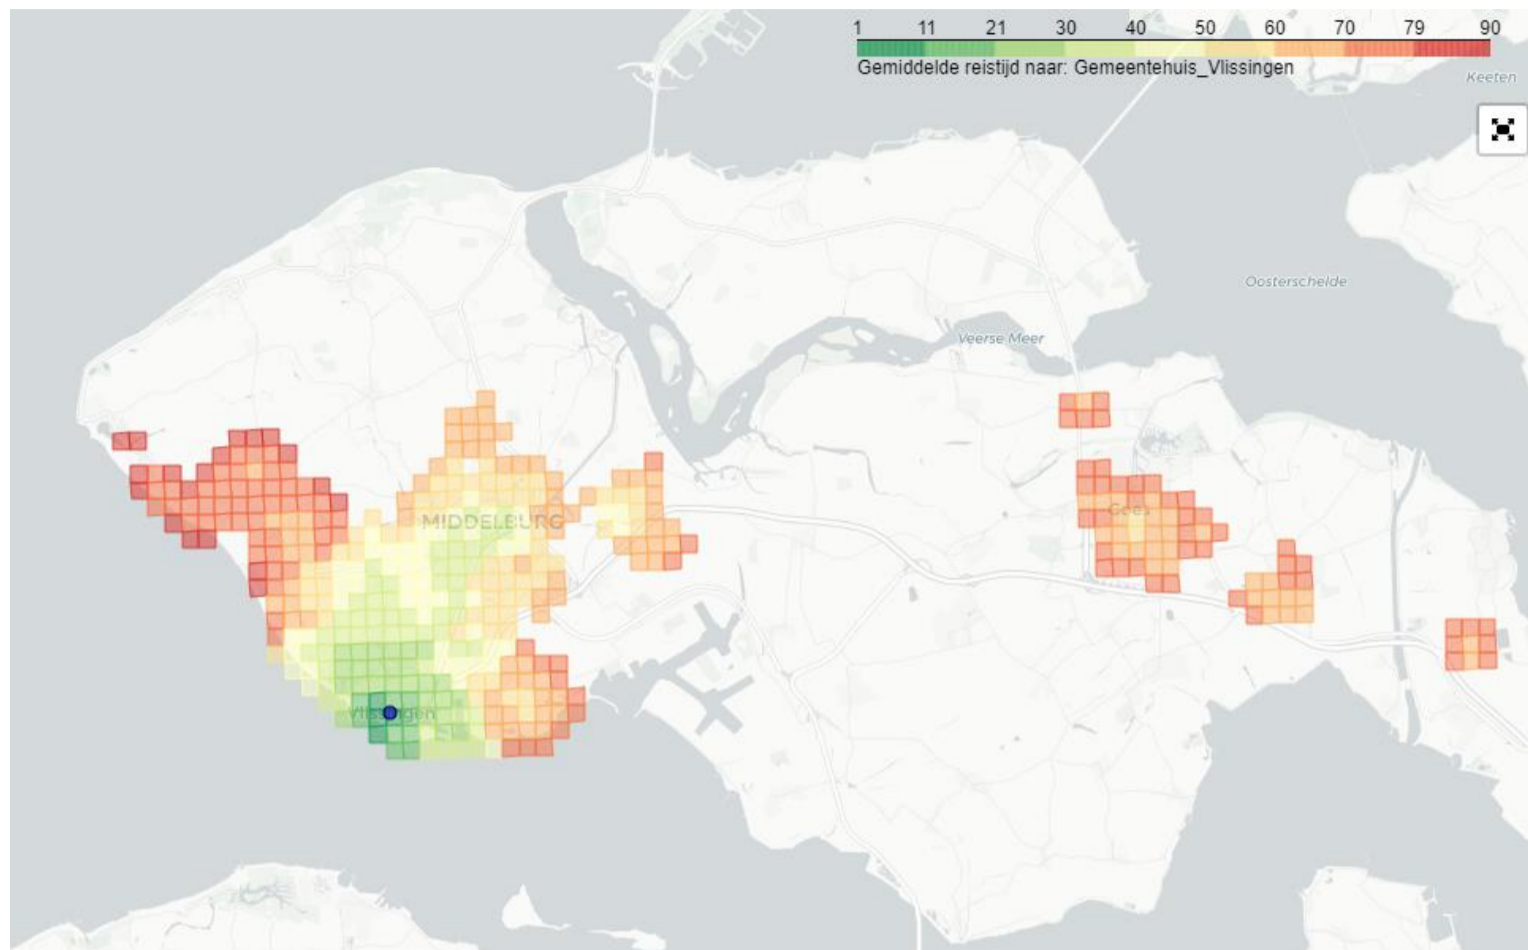 1 11 21 30 40 50 60 70 79 90
Gemiddelde reistijd naar: Gemeentehuis_Vlissingen
Keeten
Oosterschelde
Veerse Meer
MIDDELBURG
Goes
Vlissingen